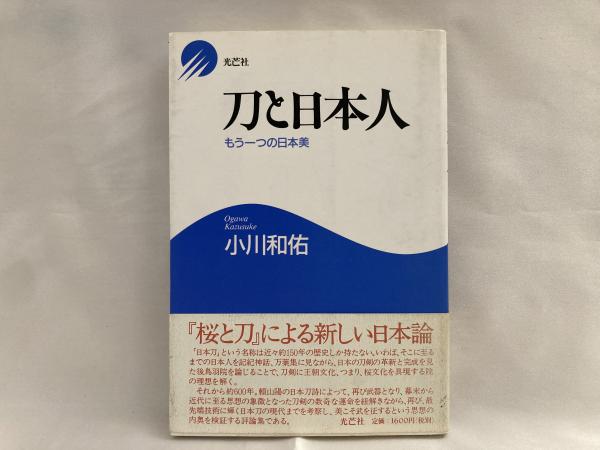 光芒社
刀と日本人
もう一つの日本美
Ogawa
Kazusuke
小川和佑
『桜と刀』による新しい日本論
「日本刀」という名称は近々約150年の歴史しか持たない。いわば、そこに至る
までの日本人を記紀神話、万葉集に見ながら、日本の刀剣の革新と完成を見
た後鳥羽院を論じることで、刀剣に王朝文化、つまり、桜文化を具現する院
の理想を解く。
それから約600年。頼山陽の日本刀詩によって、再び武器となり、幕末から
近代に至る思想の象徴となった刀剣の数奇な運命を紐解きながら、再び、最
先端技術に輝く日本刀の現代までを考察し、美こそ武を征するという思想の
内奥を検証する評論集である。
光芒社 定価:1600円(税別)